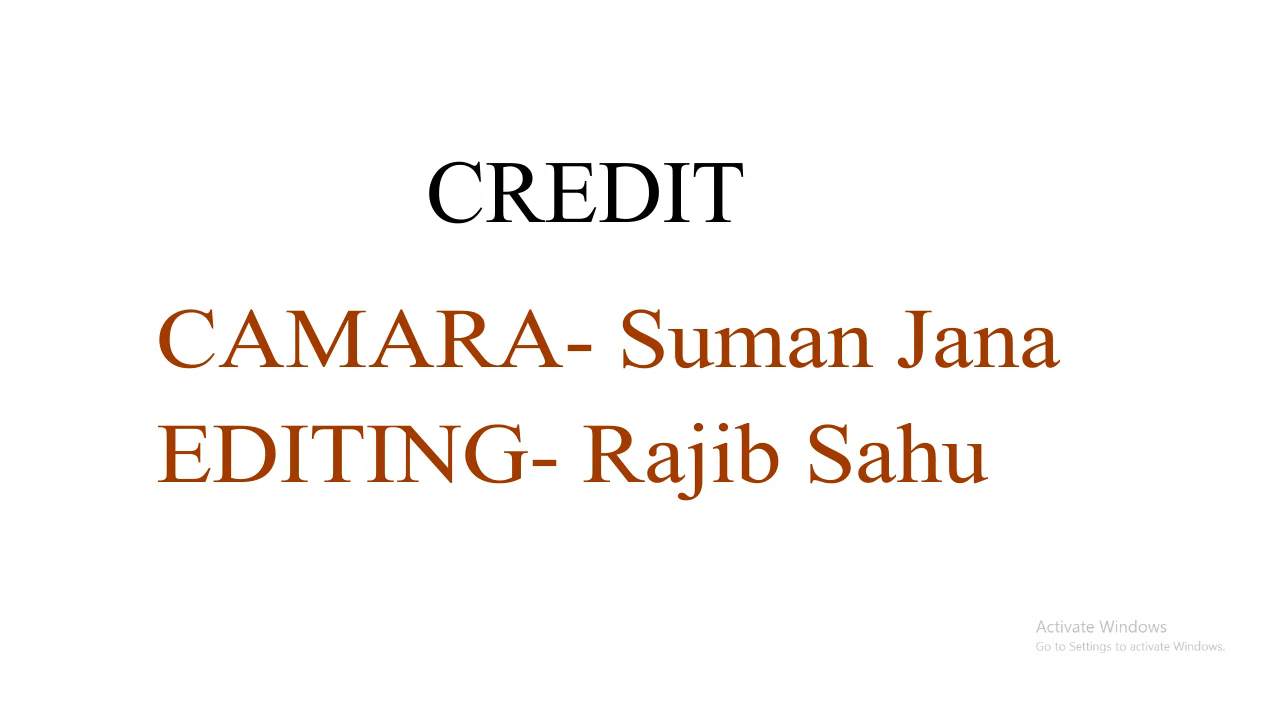 CREDIT
CAMARA- Suman Jana
EDITING- Rajib Sahu
Activate Windows
Go to Settings to activate Windows.